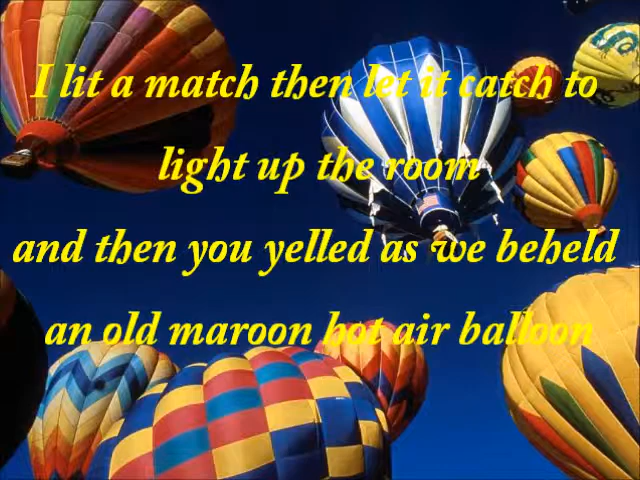 I lit a match then let it catch to
light up the room
and then you yelled as we beheld
an old maroon hot air balloon